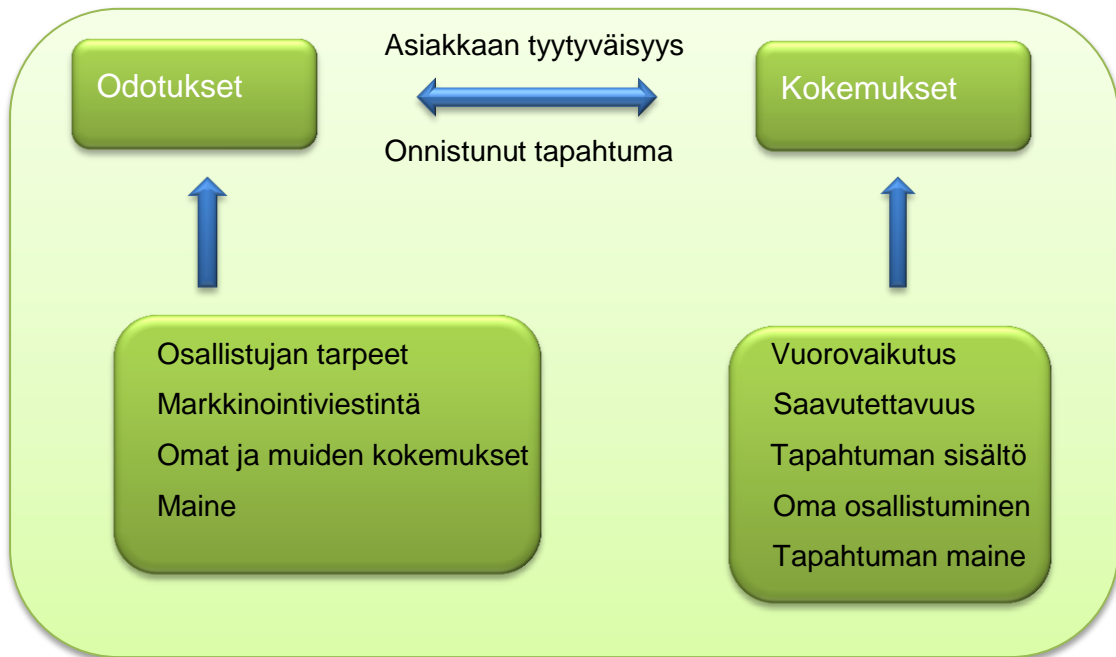 Odotukset
Asiakkaan tyytyväisyys
Onnistunut tapahtuma
Kokemukset
Osallistujan tarpeet
Markkinointiviestintä
Omat ja muiden kokemukset
Maine
Vuorovaikutus
Saavutettavuus
Tapahtuman sisältö
Oma osallistuminen
Tapahtuman maine